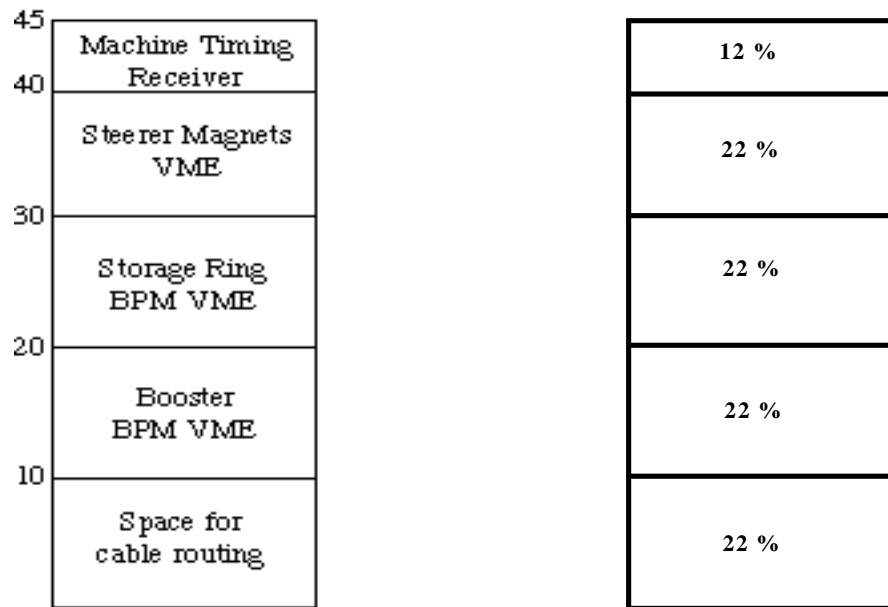 45
Machine Timing
Receiver
40
Steerer Magnets
VME
30
Storage Ring
BPM VME
20
Booster
BPM VME
10
Space for
cable routing
12 %
22 %
22 %
22 %
22 %